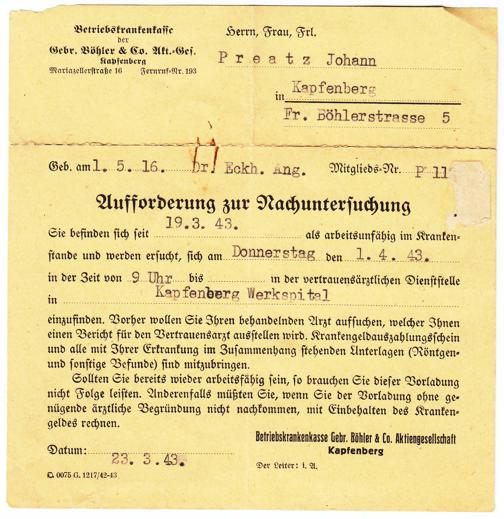 Betriebskrankenkasse
der
Gebr. Böhler & Co. Akt.-Ges.
Kapfenberg
Mariazellerstraße 16 Fernruf-Nr. 193
Herrn, Frau, Frl.
Preatz Johann
in Kapfenberg
Fr. Böhlerstrasse 5
Geb. am 1. 5. 16. Dr. Eckh. Ang. Mitglieds-Nr. P 11
Aufforderung zur Nachuntersuchung
Sie befinden sich seit 19.3. 43. als arbeitsunfähig im Kranken-
stande und werden ersucht, sich am Donnerstag den 1.4. 43.
in der Zeit von 9 Uhr bis in der vertrauensärztlichen Dienststelle
in Kapfenberg Werkspital
einzufinden. Vorher wollen Sie Ihren behandelnden Arzt aufsuchen, welcher Ihnen
einen Bericht für den Vertrauensarzt ausstellen wird. Krankengeldauszahlungsschein
und alle mit Ihrer Erkrankung im Zusammenhang stehenden Unterlagen (Röntgen-
und sonstige Befunde) sind mitzubringen.
Sollten Sie bereits wieder arbeitsfähig sein, so brauchen Sie dieser Vorladung
nicht Folge leisten. Anderenfalls müßten Sie, wenn Sie der Vorladung ohne ge-
nügende ärztliche Begründung nicht nachkommen, mit Einbehalten des Kranken-
geldes rechnen.
Betriebskrankenkasse Gebr. Böhler & Co. Aktiengesellschaft
Kapfenberg
Datum: 23. 3. 43.
Der Leiter: i. A.
C. 0075 G. 1217/42-43